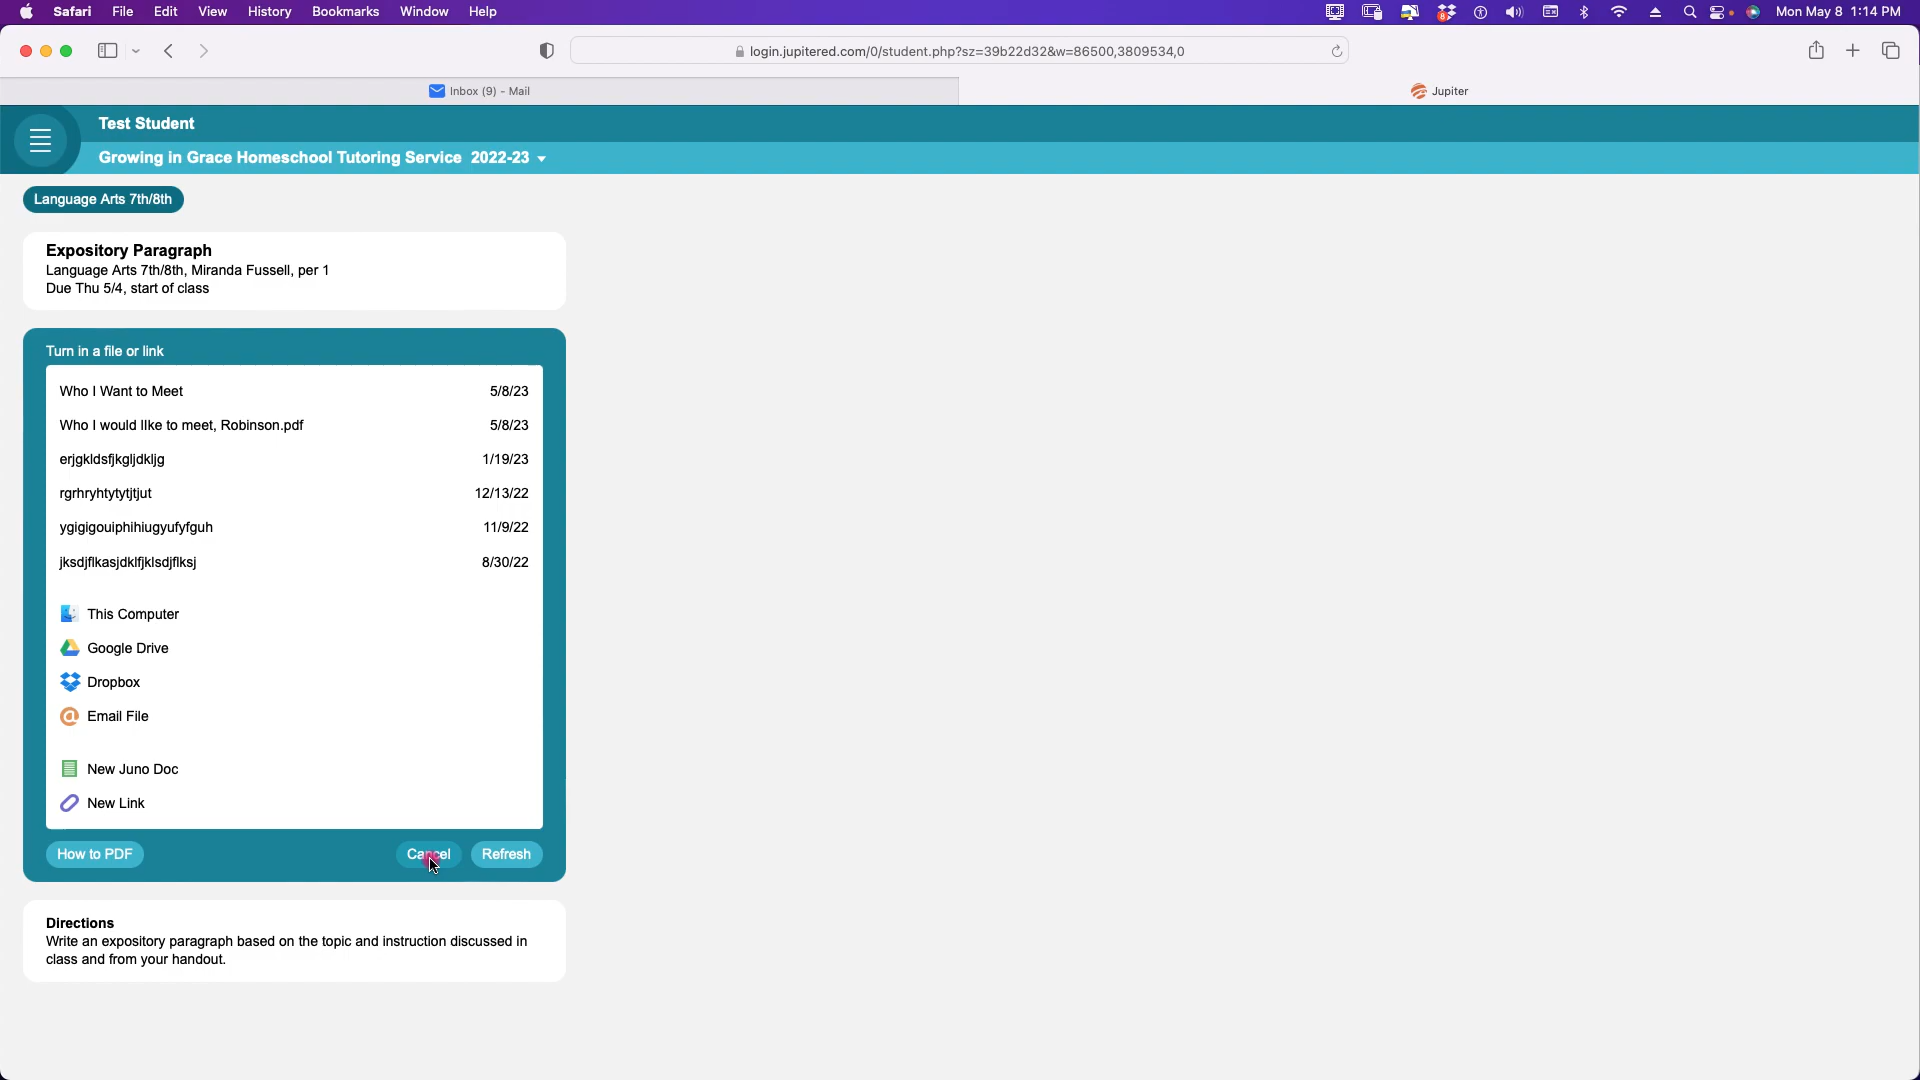 Safari File Edit View History Bookmarks Window Help Mon May 8 1:14 PM
login.jupitered.com/0/student.php?sz=39b22d32&w=86500,3809534,0
Inbox (9) - Mail
Jupiter
Test Student
Growing in Grace Homeschool Tutoring Service 2022-23
Language Arts 7th/8th
Expository Paragraph
Language Arts 7th/8th, Miranda Fussell, per 1
Due Thu 5/4, start of class
Turn in a file or link
Who I Want to Meet 5/8/23
Who I would lIke to meet, Robinson.pdf 5/8/23
erjgkldsfjkgljdkljg 1/19/23
rgrhryhtytytjtjut 12/13/22
ygigigouiphihiugyufyfguh 11/9/22
jksdjflkasjdklfjklsdjflksj 8/30/22
This Computer
Google Drive
Dropbox
Email File
New Juno Doc
New Link
How to PDF Cancel Refresh
Directions
Write an expository paragraph based on the topic and instruction discussed in
class and from your handout.